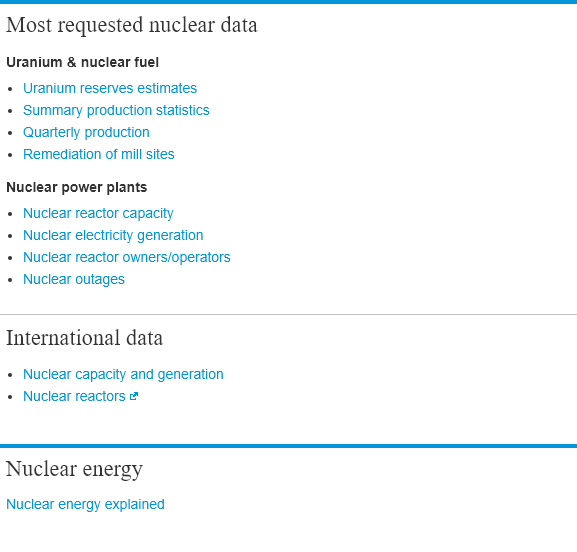 Most requested nuclear data
Uranium & nuclear fuel
Uranium reserves estimates
Summary production statistics
Quarterly production
Remediation of mill sites
Nuclear power plants
Nuclear reactor capacity
Nuclear electricity generation
Nuclear reactor owners/operators
Nuclear outages
International data
Nuclear capacity and generation
Nuclear reactors
Nuclear energy
Nuclear energy explained